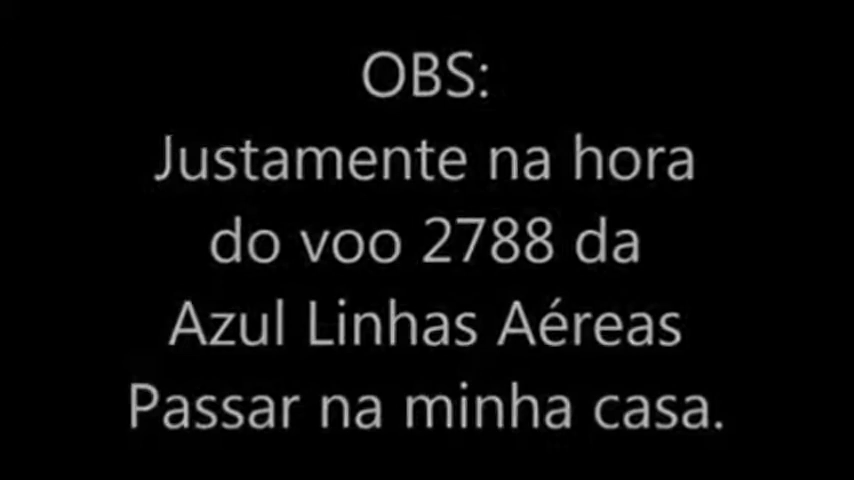 OBS:
Justamente na hora
do voo 2788 da
Azul Linhas Aéreas
Passar na minha casa.